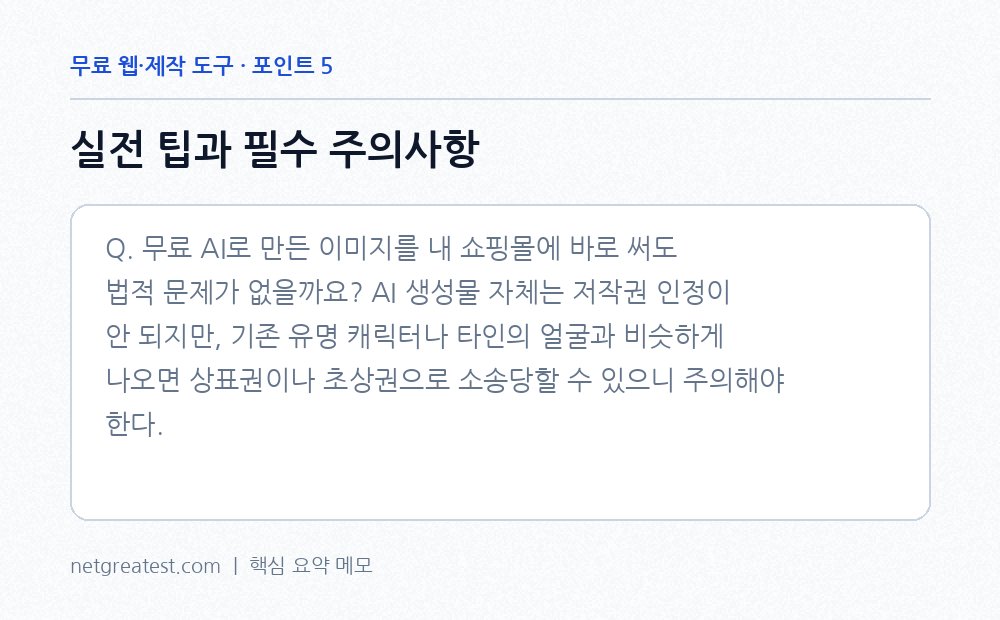 무료 웹·제작 도구 · 포인트 5
실전 팁과 필수 주의사항
Q. 무료 AI로 만든 이미지를 내 쇼핑몰에 바로 써도
법적 문제가 없을까요? AI 생성물 자체는 저작권 인정이
안 되지만, 기존 유명 캐릭터나 타인의 얼굴과 비슷하게
나오면 상표권이나 초상권으로 소송당할 수 있으니 주의해야
한다.
netgreatest.com | 핵심 요약 메모